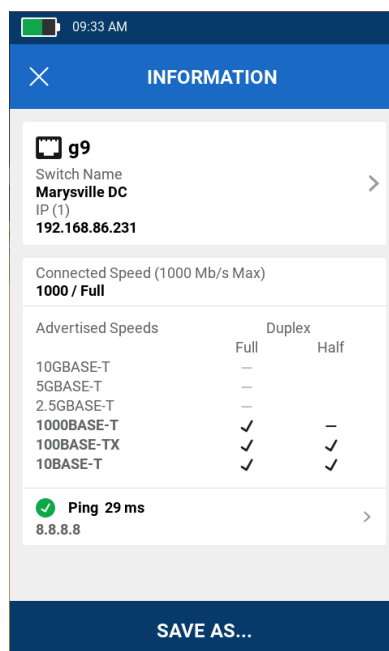 09:33 AM
INFORMATION
g9
Switch Name
Marysville DC
IP (1)
192.168.86.231
Connected Speed (1000 Mb/s Max)
1000 / Full
Advertised Speeds Duplex
Full Half
10GBASE-T —
5GBASE-T —
2.5GBASE-T —
1000BASE-T ✓ –
100BASE-TX ✓ ✓
10BASE-T ✓ ✓
Ping 29 ms
8.8.8.8
SAVE AS...